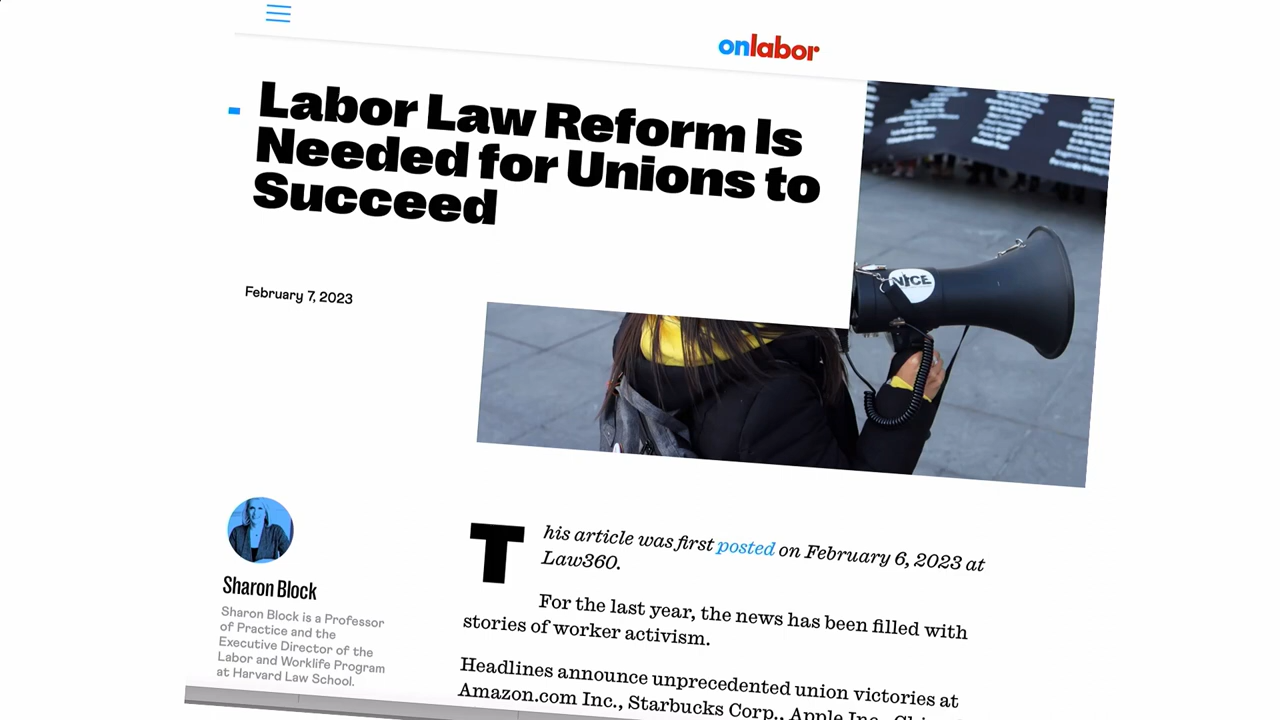 onlabor
Labor Law Reform Is
Needed for Unions to
Succeed
February 7, 2023
NICE
Sharon Block
Sharon Block is a Professor
of Practice and the
Executive Director of the
Labor and Worklife Program
at Harvard Law School.
This article was first posted on February 6, 2023 at
Law360.
For the last year, the news has been filled with
stories of worker activism.
Headlines announce unprecedented union victories at
Amazon.com Inc., Starbucks Corp., Apple Inc.,